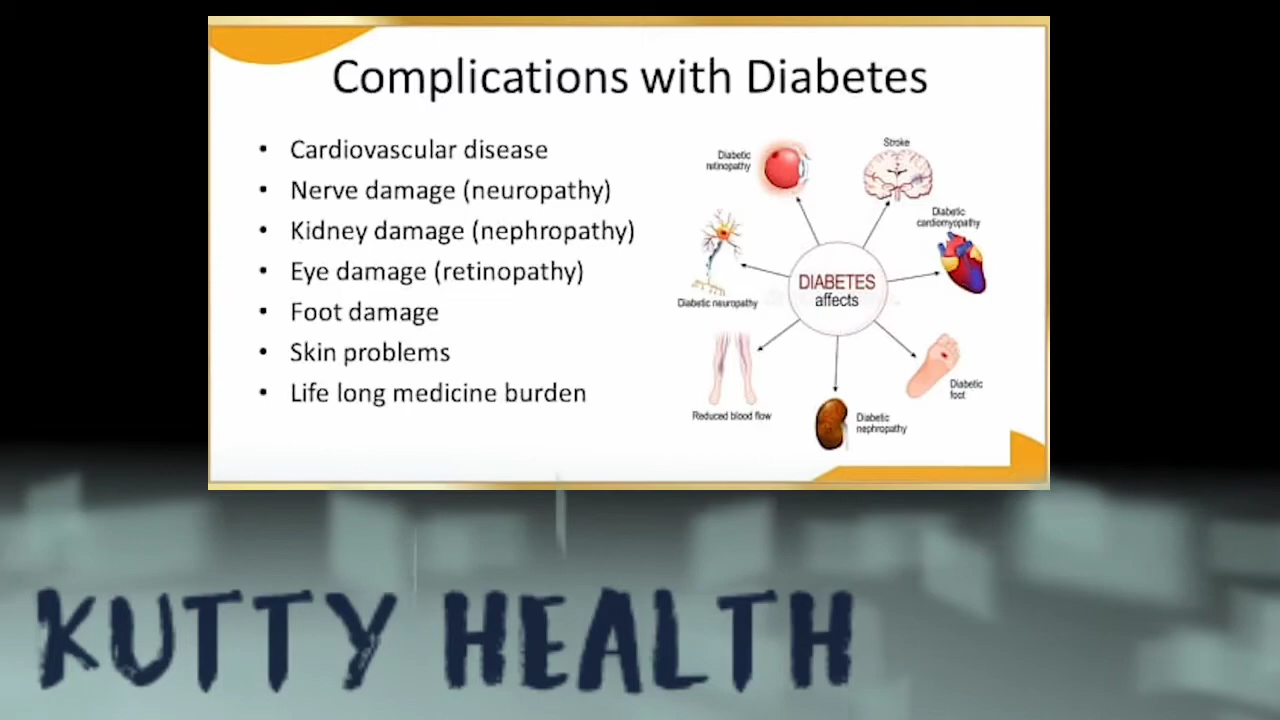 Complications with Diabetes
• Cardiovascular disease
• Nerve damage (neuropathy)
• Kidney damage (nephropathy)
• Eye damage (retinopathy)
• Foot damage
• Skin problems
• Life long medicine burden
Diabetic
retinopathy
Stroke
Diabetic
cardiomyopathy
Diabetic neuropathy
DIABETES
affects
Reduced blood flow
Diabetic
nephropathy
Diabetic
foot
KUTTY HEALTH